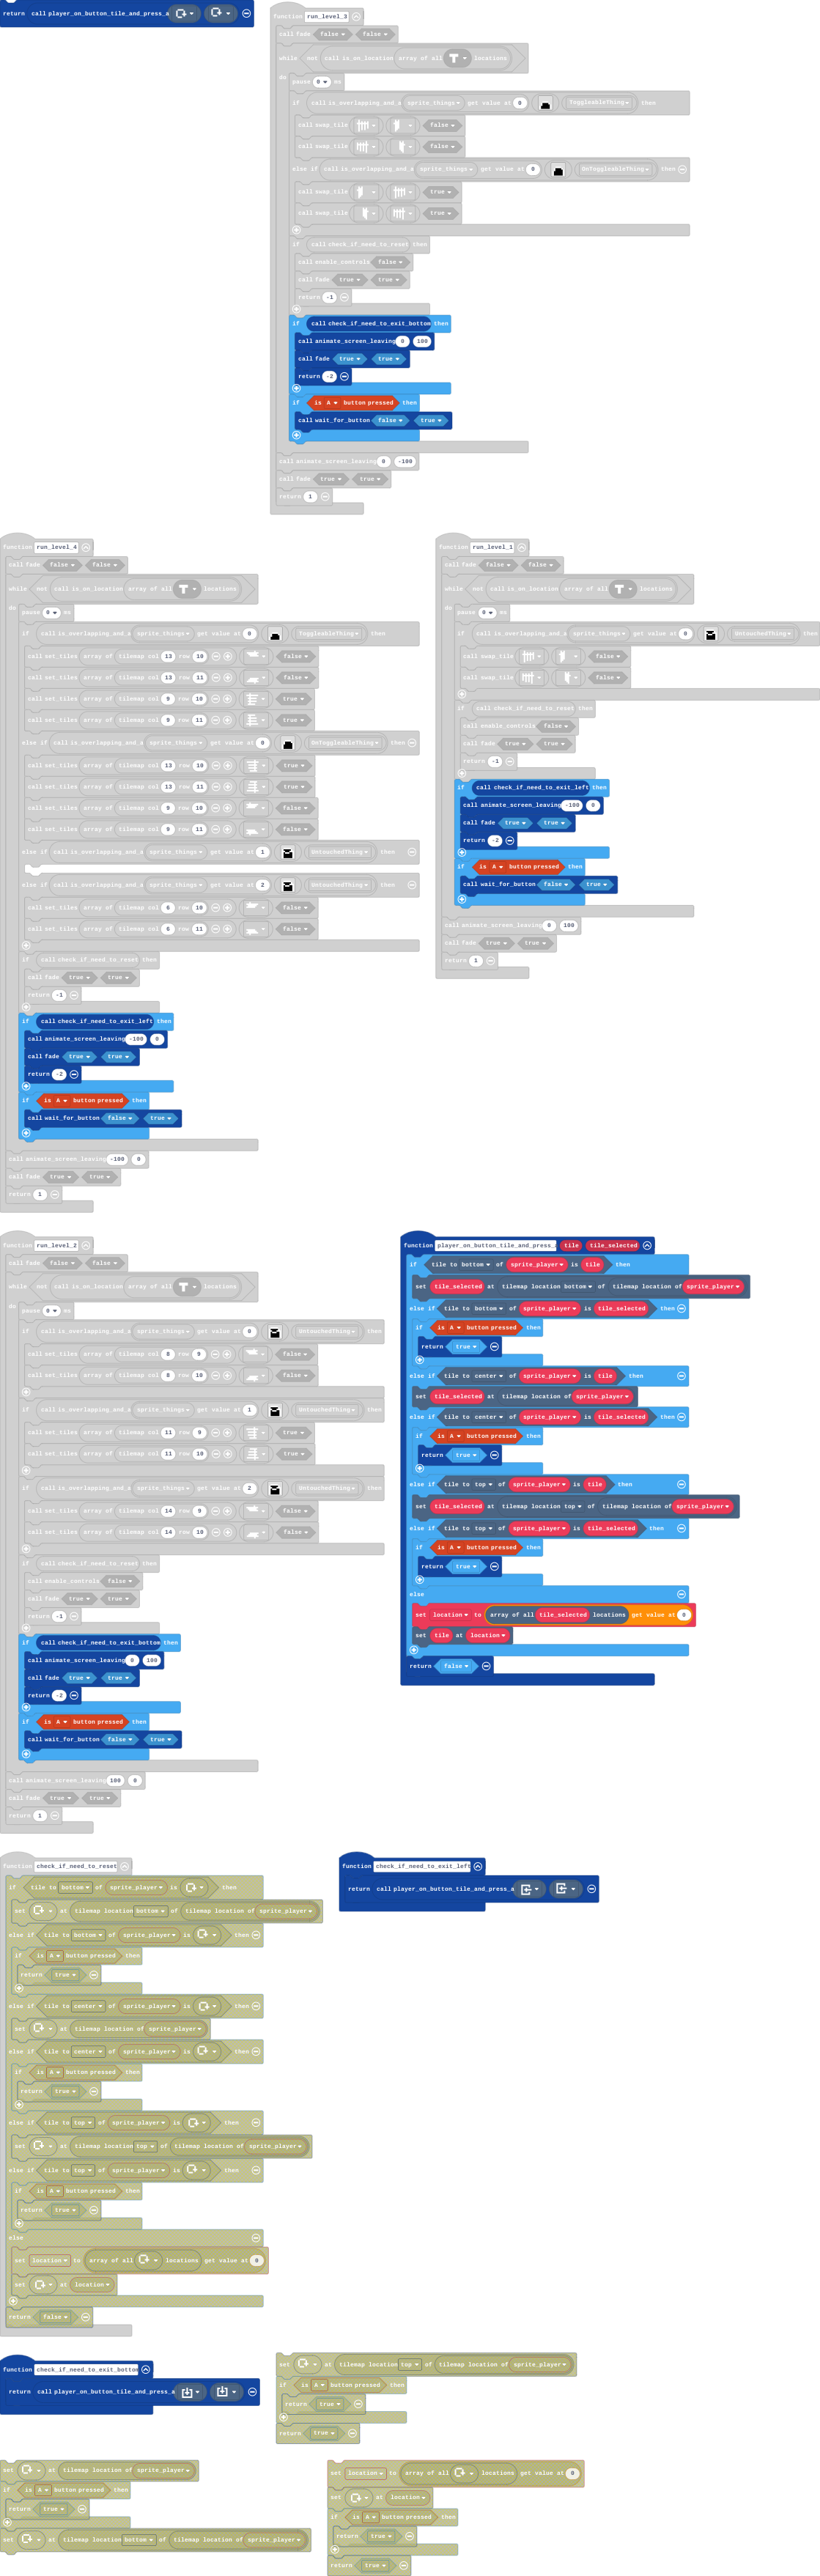 return call player_on_button_tile_and_press_a
function run_level_3
call fade false false
while not call is_on_location array of all locations
do
pause 0 ms
if call is_overlapping_and_a sprite_things get value at 0 ToggleableThing then
call swap_tile false
call swap_tile false
else if call is_overlapping_and_a sprite_things get value at 0 OnToggleableThing then
call swap_tile true
call swap_tile true
if call check_if_need_to_reset then
call enable_controls false
call fade true true
return -1
if call check_if_need_to_exit_bottom then
call animate_screen_leaving 0 100
call fade true true
return -2
if is A button pressed then
call wait_for_button false true
call animate_screen_leaving 0 -100
call fade true true
return 1
function run_level_4
call fade false false
while not call is_on_location array of all locations
do
pause 0 ms
if call is_overlapping_and_a sprite_things get value at 0 ToggleableThing then
call set_tiles array of tilemap col 13 row 10 false
call set_tiles array of tilemap col 13 row 11 false
call set_tiles array of tilemap col 9 row 10 true
call set_tiles array of tilemap col 9 row 11 true
else if call is_overlapping_and_a sprite_things get value at 0 OnToggleableThing then
call set_tiles array of tilemap col 13 row 10 true
call set_tiles array of tilemap col 13 row 11 true
call set_tiles array of tilemap col 9 row 10 false
call set_tiles array of tilemap col 9 row 11 false
else if call is_overlapping_and_a sprite_things get value at 1 UntouchedThing then
else if call is_overlapping_and_a sprite_things get value at 2 UntouchedThing then
call set_tiles array of tilemap col 6 row 10 false
call set_tiles array of tilemap col 6 row 11 false
if call check_if_need_to_reset then
call fade true true
return -1
if call check_if_need_to_exit_left then
call animate_screen_leaving -100 0
call fade true true
return -2
if is A button pressed then
call wait_for_button false true
call animate_screen_leaving -100 0
call fade true true
return 1
function run_level_1
call fade false false
while not call is_on_location array of all locations
do
pause 0 ms
if call is_overlapping_and_a sprite_things get value at 0 UntouchedThing then
call swap_tile false
call swap_tile false
if call check_if_need_to_reset then
call enable_controls false
call fade true true
return -1
if call check_if_need_to_exit_left then
call animate_screen_leaving -100 0
call fade true true
return -2
if is A button pressed then
call wait_for_button false true
call animate_screen_leaving 0 100
call fade true true
return 1
function run_level_2
call fade false false
while not call is_on_location array of all locations
do
pause 0 ms
if call is_overlapping_and_a sprite_things get value at 0 UntouchedThing then
call set_tiles array of tilemap col 8 row 9 false
call set_tiles array of tilemap col 8 row 10 false
if call is_overlapping_and_a sprite_things get value at 1 UntouchedThing then
call set_tiles array of tilemap col 11 row 9 true
call set_tiles array of tilemap col 11 row 10 true
if call is_overlapping_and_a sprite_things get value at 2 UntouchedThing then
call set_tiles array of tilemap col 14 row 9 false
call set_tiles array of tilemap col 14 row 10 false
if call check_if_need_to_reset then
call enable_controls false
call fade true true
return -1
if call check_if_need_to_exit_bottom then
call animate_screen_leaving 0 100
call fade true true
return -2
if is A button pressed then
call wait_for_button false true
call animate_screen_leaving 100 0
call fade true true
return 1
function player_on_button_tile_and_press_ tile tile_selected
if tile to bottom of sprite_player is tile then
set tile_selected at tilemap location bottom of tilemap location of sprite_player
else if tile to bottom of sprite_player is tile_selected then
if is A button pressed then
return true
else if tile to center of sprite_player is tile then
set tile_selected at tilemap location of sprite_player
else if tile to center of sprite_player is tile_selected then
if is A button pressed then
return true
else if tile to top of sprite_player is tile then
set tile_selected at tilemap location top of tilemap location of sprite_player
else if tile to top of sprite_player is tile_selected then
if is A button pressed then
return true
else
set location to array of all tile_selected locations get value at 0
set tile at location
return false
function check_if_need_to_reset
if tile to bottom of sprite_player is then
set at tilemap location bottom of tilemap location of sprite_player
else if tile to bottom of sprite_player is then
if is A button pressed then
return true
else if tile to center of sprite_player is then
set at tilemap location of sprite_player
else if tile to center of sprite_player is then
if is A button pressed then
return true
else if tile to top of sprite_player is then
set at tilemap location top of tilemap location of sprite_player
else if tile to top of sprite_player is then
if is A button pressed then
return true
else
set location to array of all locations get value at 0
set at location
return false
function check_if_need_to_exit_left
return call player_on_button_tile_and_press_a
function check_if_need_to_exit_bottom
return call player_on_button_tile_and_press_a
set at tilemap location top of tilemap location of sprite_player
if is A button pressed then
return true
return true
set at tilemap location of sprite_player
if is A button pressed then
return true
set at tilemap location bottom of tilemap location of sprite_player
set location to array of all locations get value at 0
set at location
if is A button pressed then
return true
return true